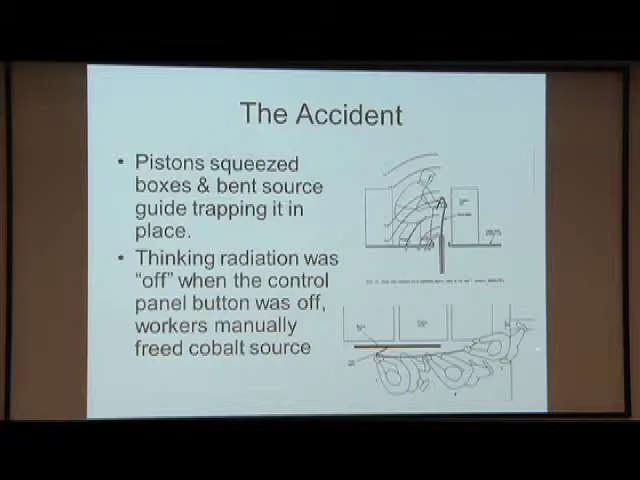 The Accident
• Pistons squeezed
boxes & bent source
guide trapping it in
place.
• Thinking radiation was
“off” when the control
panel button was off,
workers manually
freed cobalt source